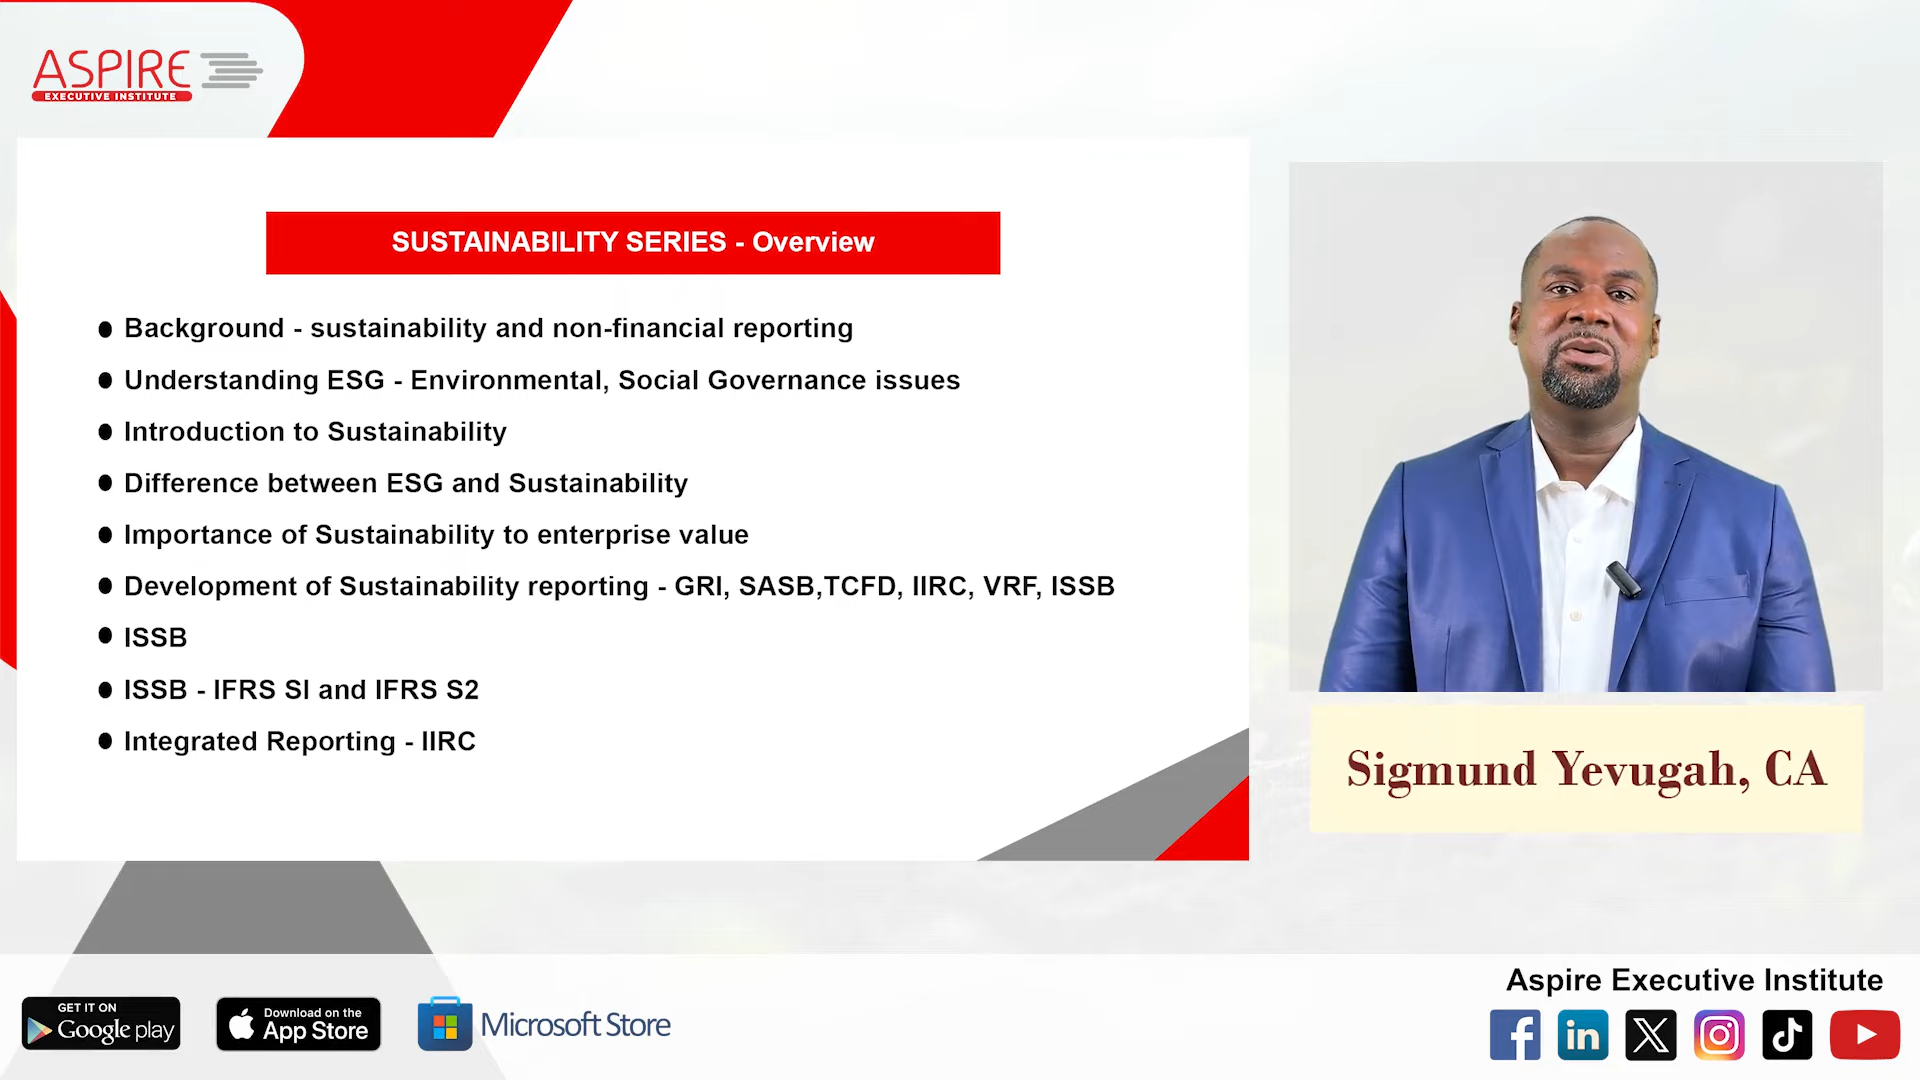 ASPIRE
EXECUTIVE INSTITUTE
SUSTAINABILITY SERIES - Overview
Background - sustainability and non-financial reporting
Understanding ESG - Environmental, Social Governance issues
Introduction to Sustainability
Difference between ESG and Sustainability
Importance of Sustainability to enterprise value
Development of Sustainability reporting - GRI, SASB,TCFD, IIRC, VRF, ISSB
ISSB
ISSB - IFRS SI and IFRS S2
Integrated Reporting - IIRC
Sigmund Yevugah, CA
GET IT ON
Google play
Download on the
App Store
Microsoft Store
Aspire Executive Institute